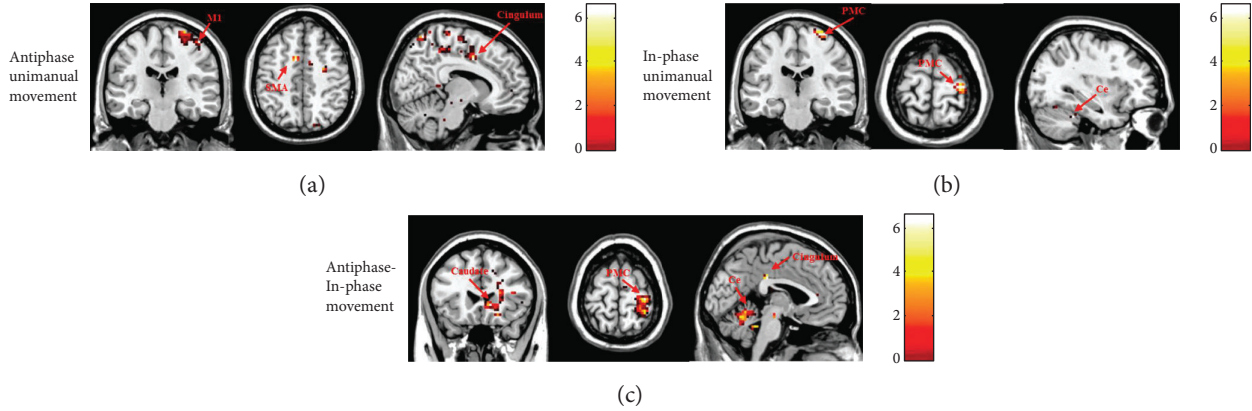 Antiphase
unimanual
movement
M1
SMA
Cingulum
6
4
2
0
(a)
In-phase
unimanual
movement
PMC
PMC
Ce
6
4
2
0
(b)
Antiphase-
In-phase
movement
Caudate
PMC
Ce
Cingulum
6
4
2
0
(c)